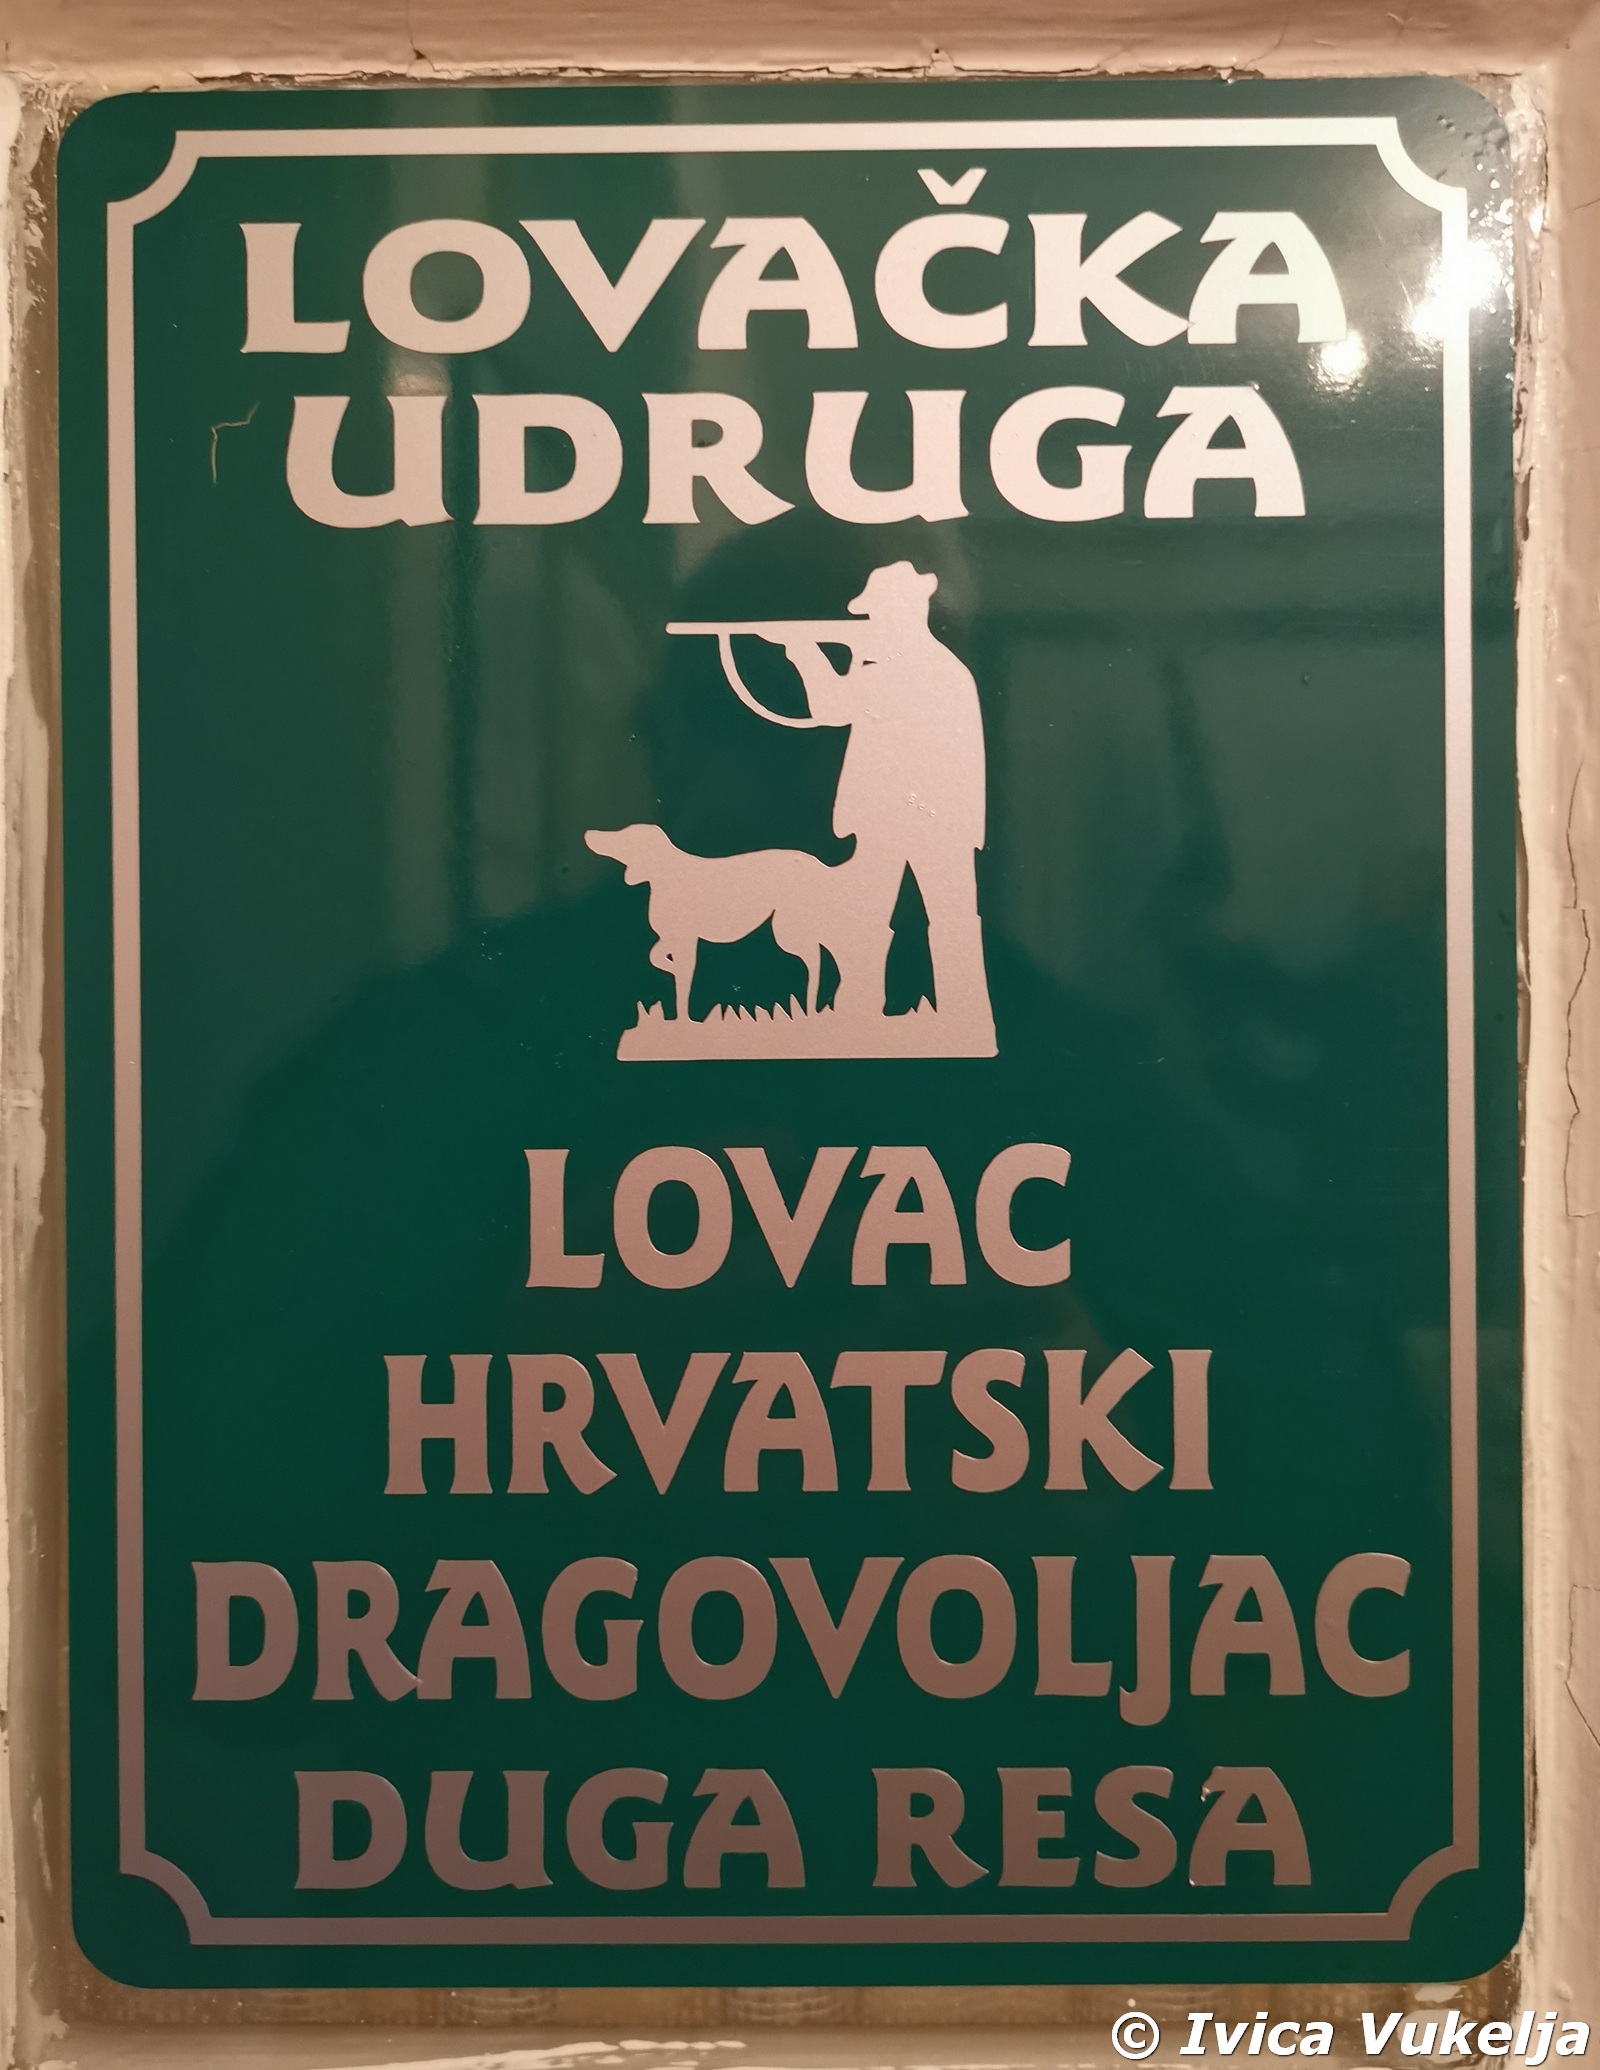 LOVAČKA
UDRUGA
LOVAC
HRVATSKI
DRAGOVOLJAC
DUGA RESA
© Ivica Vukelja